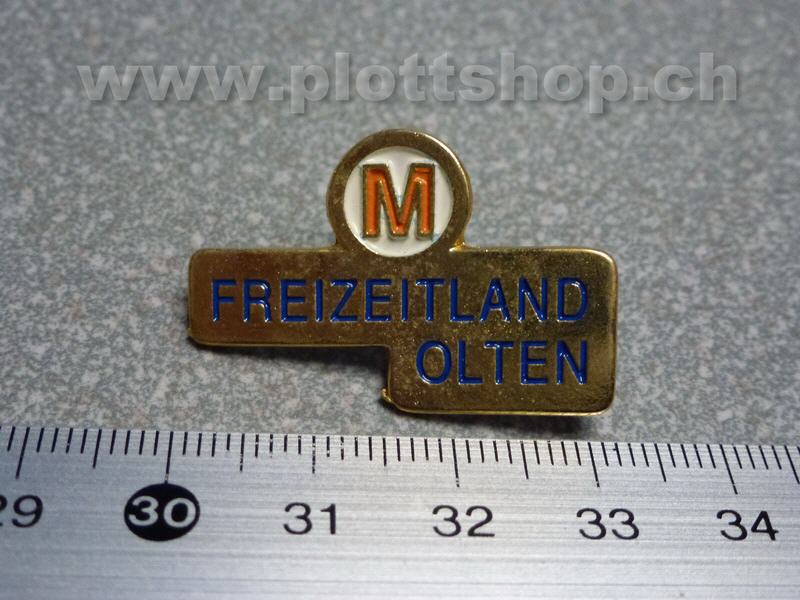 www.plottshop.ch
M
FREIZEITLAND
OLTEN
29 30 31 32 33 34